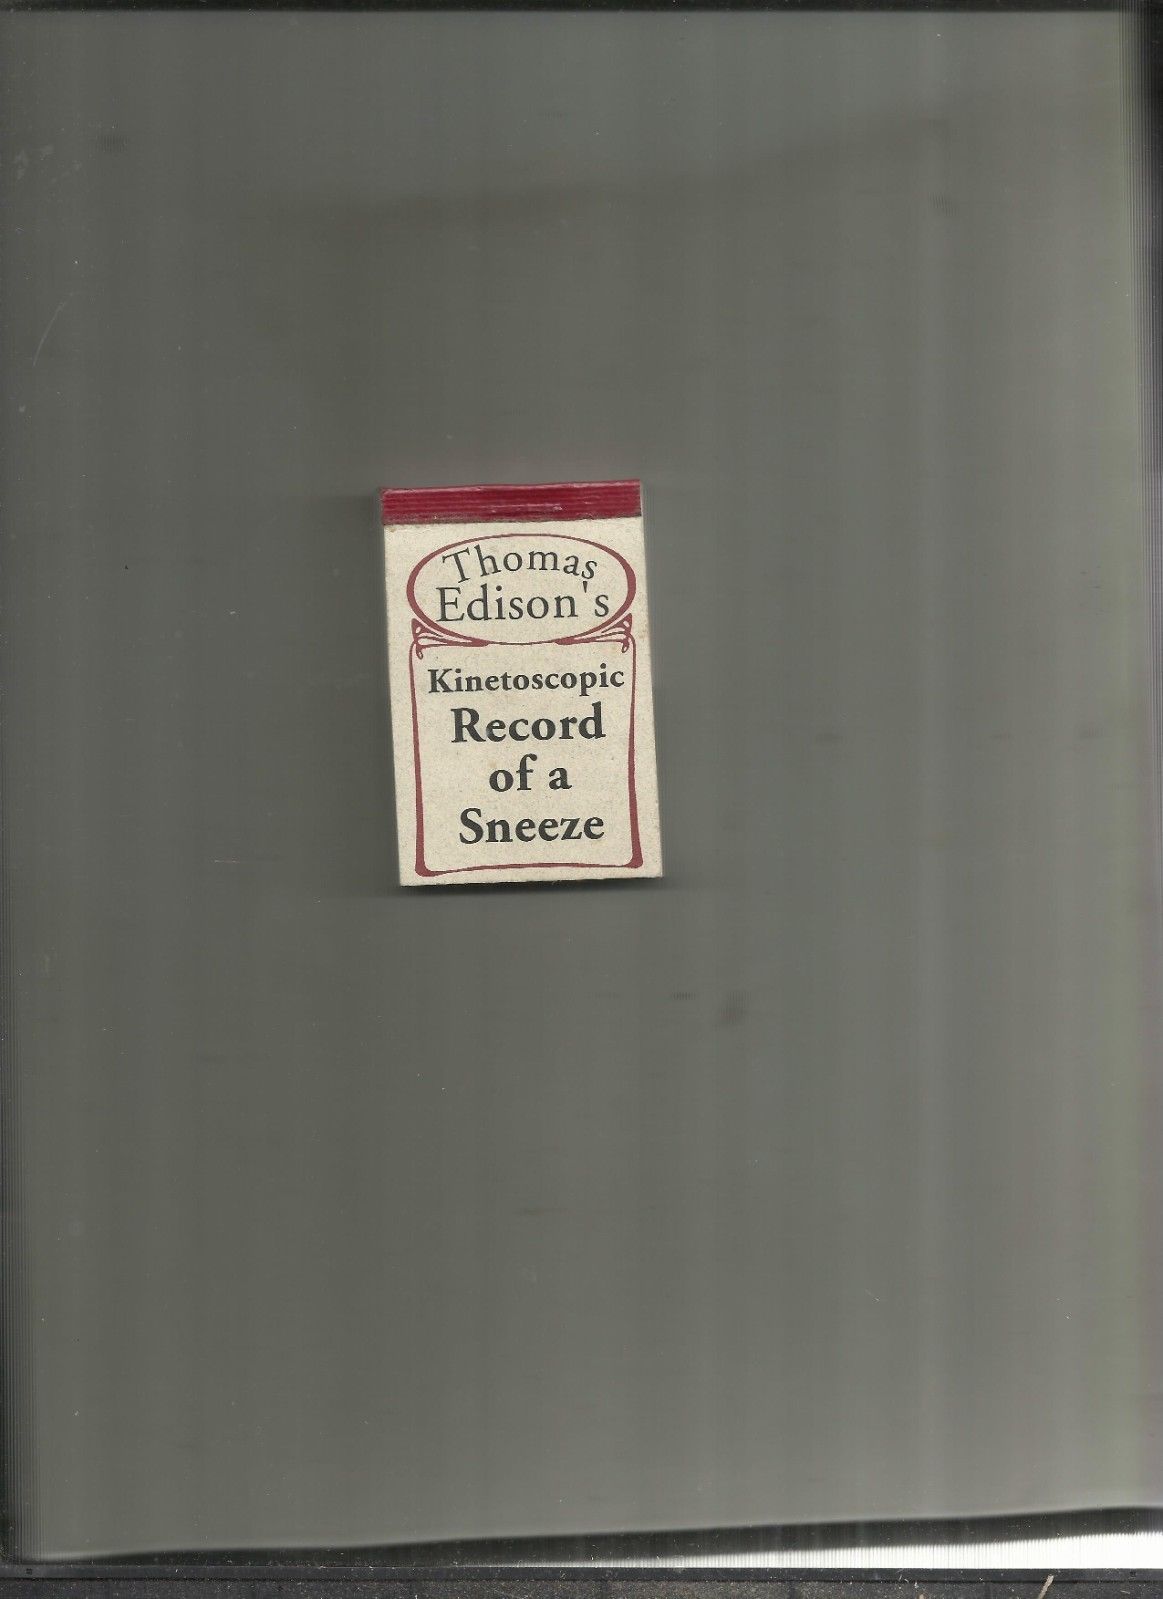 Thomas
Edison's
Kinetoscopic
Record
of a
Sneeze